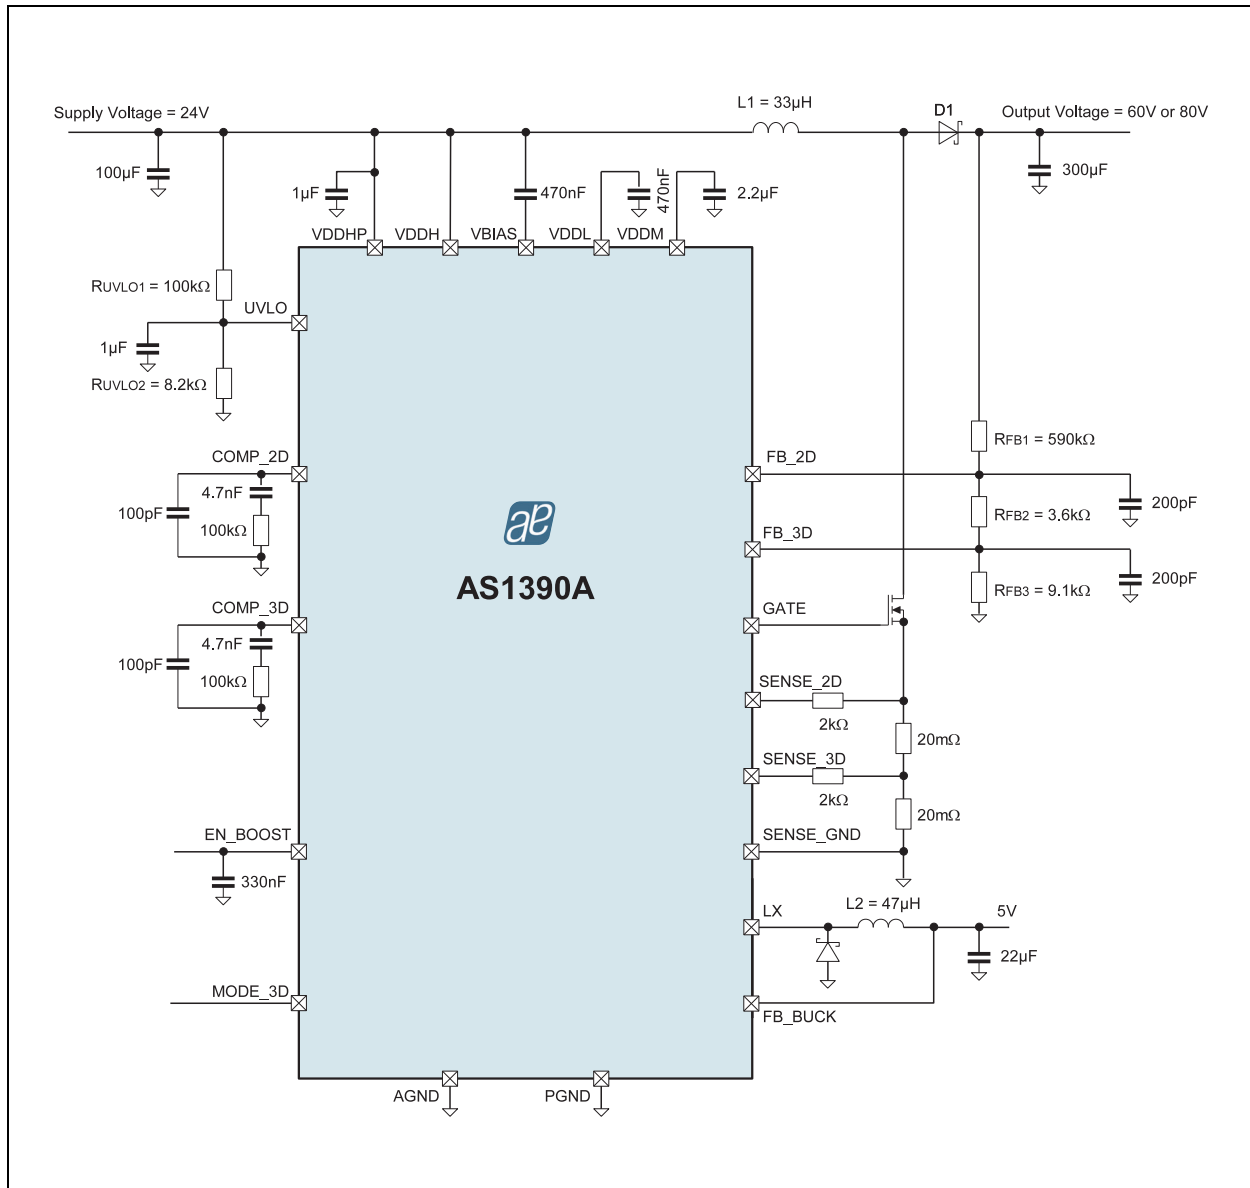 L1 = 33µH
Supply Voltage = 24V
D1
Output Voltage = 60V or 80V
100µF
1µF
470nF
470nF
2.2µF
300µF
VDDHP
VDDH
VBIAS
VDDL
VDDM
RUVLO1 = 100kΩ
UVLO
1µF
RUVLO2 = 8.2kΩ
RFB1 = 590kΩ
COMP_2D
FB_2D
4.7nF
100pF
100kΩ
200pF
RFB2 = 3.6kΩ
FB_3D
AS1390A
200pF
RFB3 = 9.1kΩ
COMP_3D
GATE
4.7nF
100pF
100kΩ
SENSE_2D
2kΩ
20mΩ
SENSE_3D
2kΩ
20mΩ
EN_BOOST
SENSE_GND
330nF
LX
L2 = 47µH
5V
22µF
MODE_3D
FB_BUCK
AGND
PGND